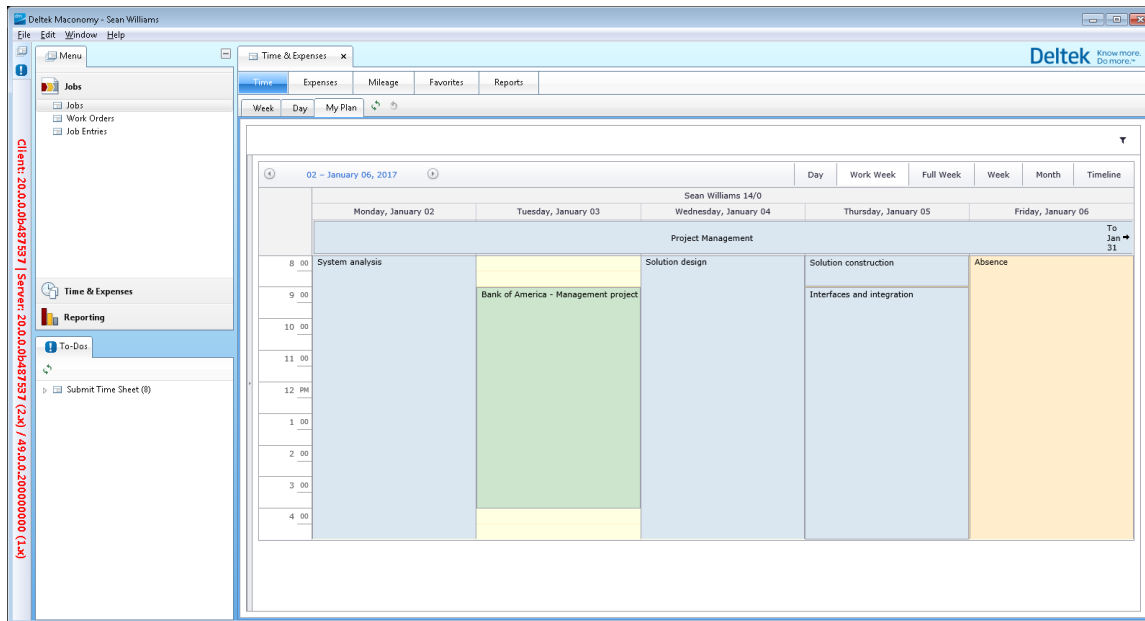 Deltek Maconomy - Sean Williams
File Edit Window Help
Menu
Jobs
Jobs
Work Orders
Job Entries
Time & Expenses
Reporting
To-Dos
Submit Time Sheet (8)
Client: 20.0.0.0b487537 | Server: 20.0.0.0b487537 (2.x) / 49.0.0.200000000 (1.x)
Time & Expenses x
Deltek Know more. Do more.™
Time Expenses Mileage Favorites Reports
Week Day My Plan
02 – January 06, 2017
Day Work Week Full Week Week Month Timeline
Sean Williams 14/0
Monday, January 02 Tuesday, January 03 Wednesday, January 04 Thursday, January 05 Friday, January 06
Project Management
To
Jan
31
8 00 System analysis Solution design Solution construction Absence
9 00 Bank of America - Management project Interfaces and integration
10 00
11 00
12 PM
1 00
2 00
3 00
4 00